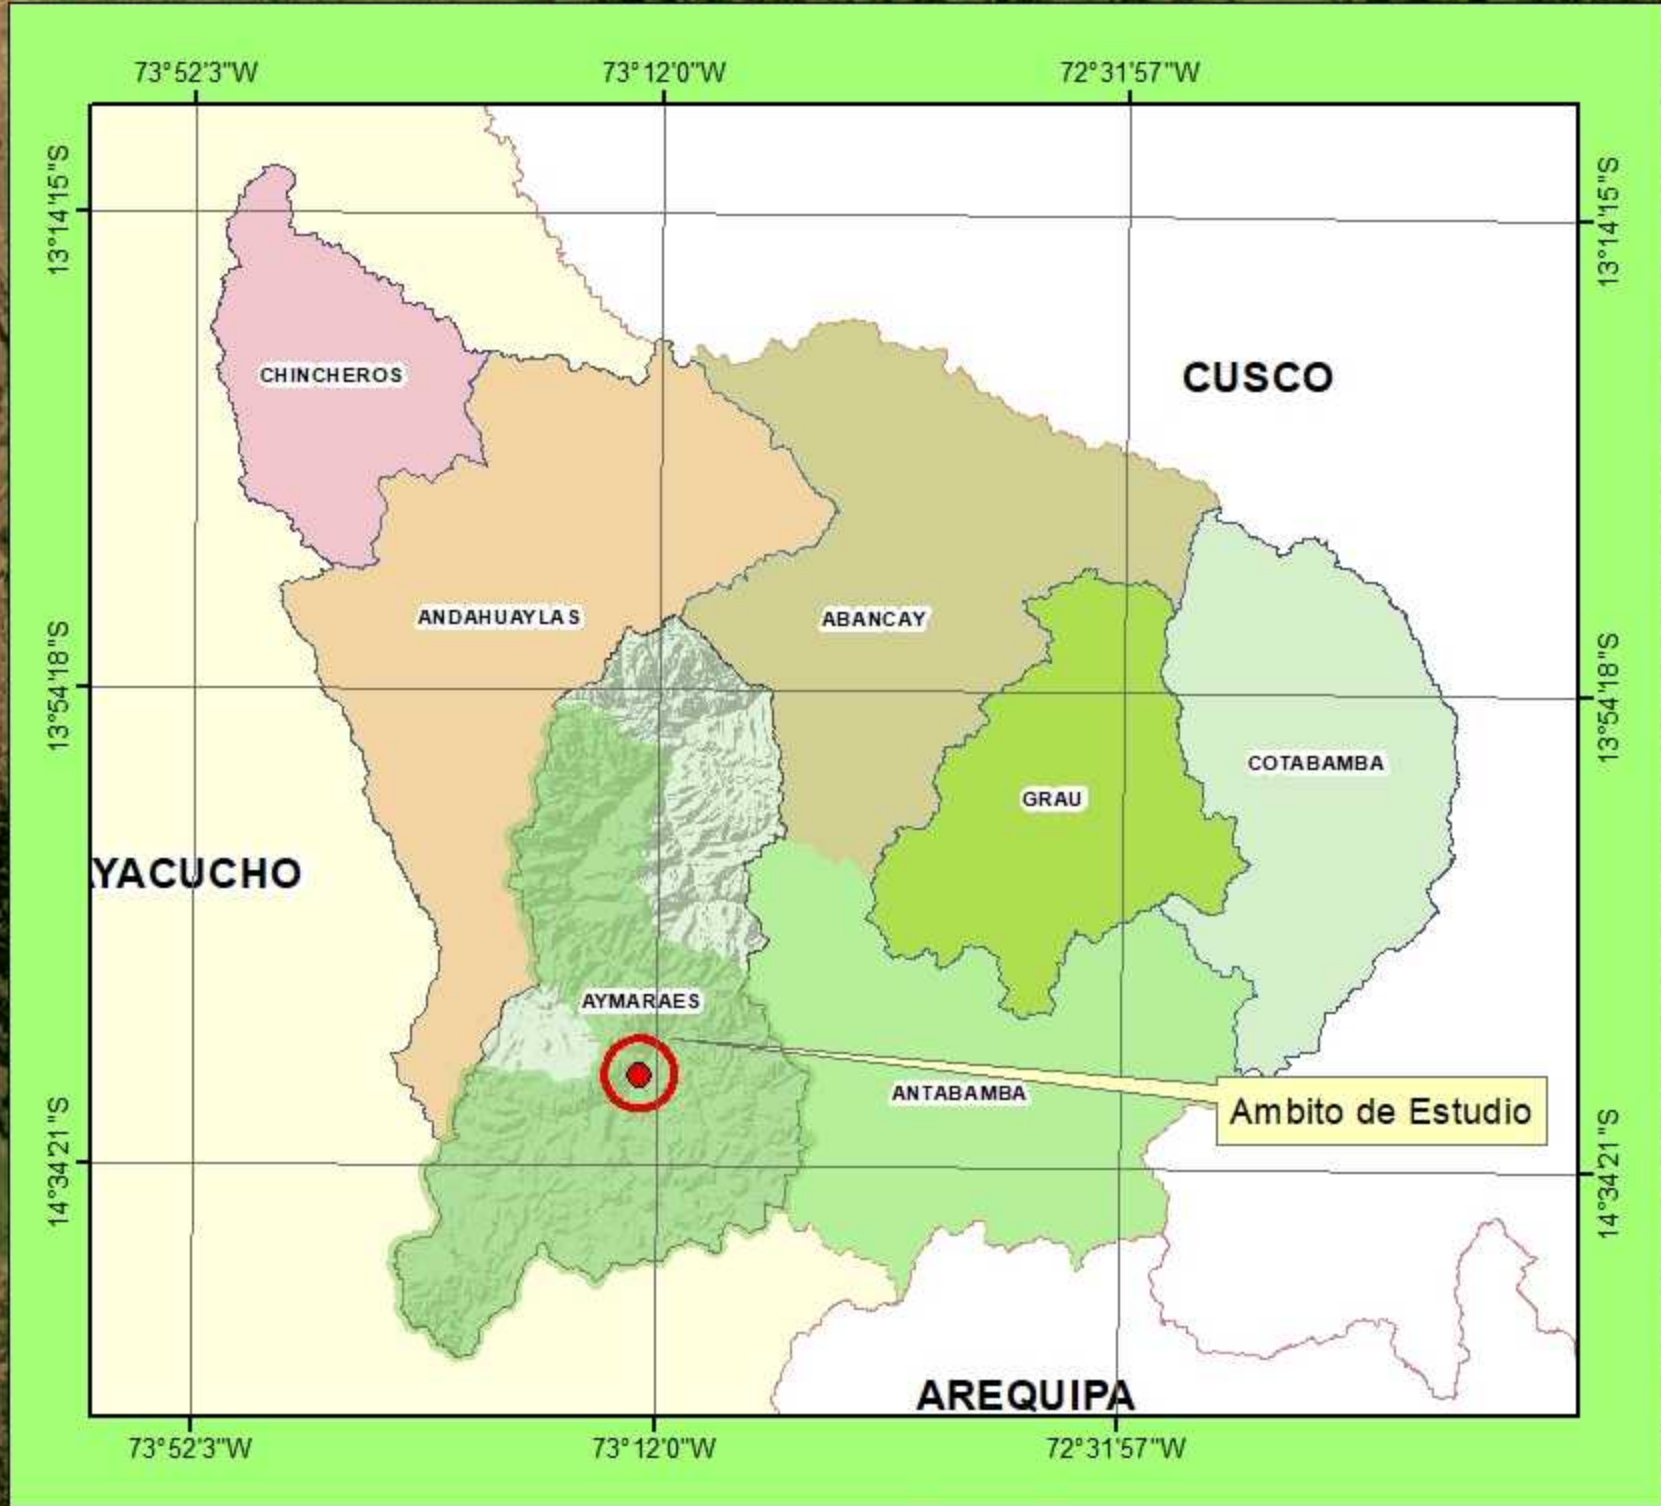 73°52'3"W
73°12'0"W
72°31'57"W
13°14'15"S
13°14'15"S
CHINCHEROS
CUSCO
ANDAHUAYLAS
ABANCAY
13°54'18"S
13°54'18"S
COTABAMBA
GRAU
YACUCHO
AYMARAES
ANTABAMBA
Ambito de Estudio
14°34'21"S
14°34'21"S
AREQUIPA
73°52'3"W
73°12'0"W
72°31'57"W